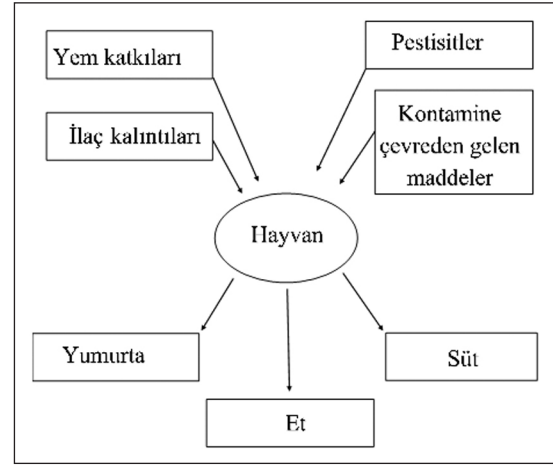 Yem katkıları
Pestisitler
İlaç kalıntıları
Kontamine
çevreden gelen
maddeler
Hayvan
Yumurta
Süt
Et